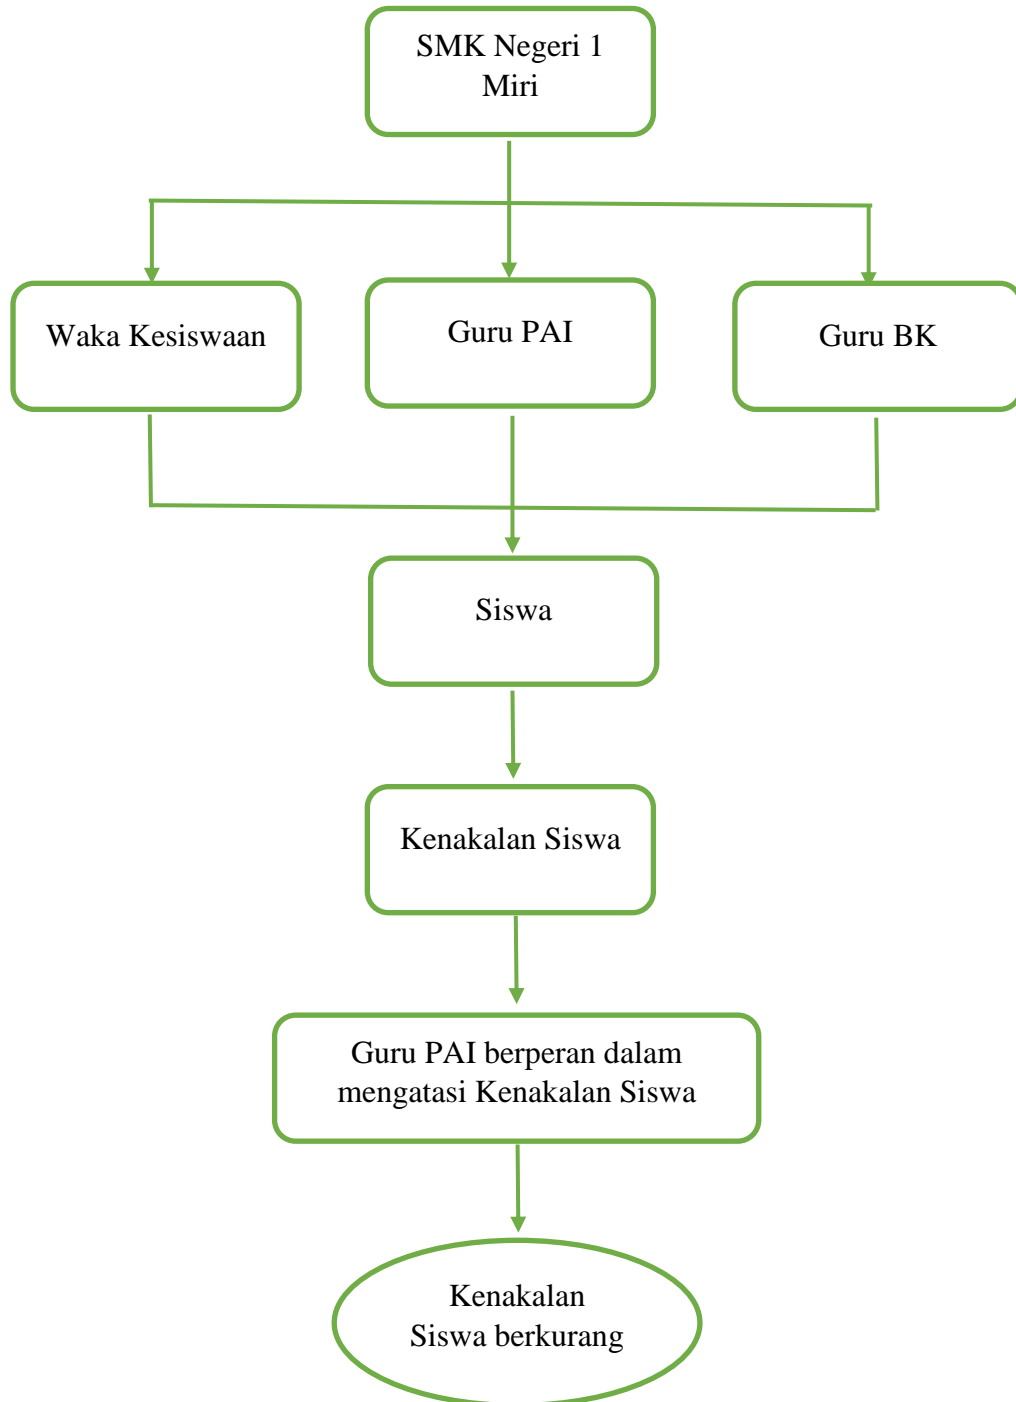 SMK Negeri 1
Miri
Waka Kesiswaan
Guru PAI
Guru BK
Siswa
Kenakalan Siswa
Guru PAI berperan dalam
mengatasi Kenakalan Siswa
Kenakalan
Siswa berkurang